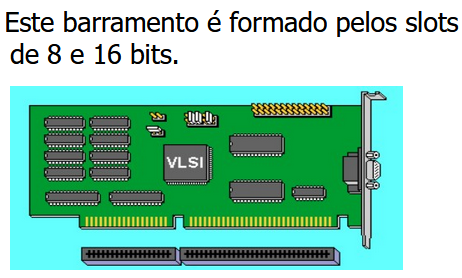 Este barramento é formado pelos slots
de 8 e 16 bits.
VLSI